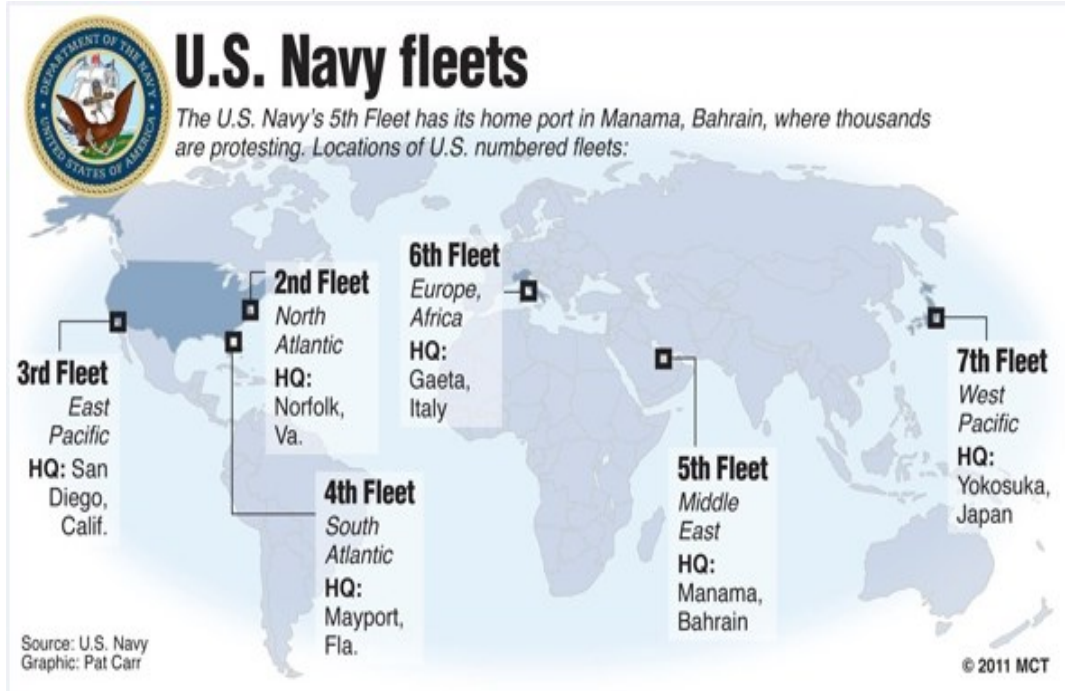 DEPARTMENT OF THE NAVY
UNITED STATES OF AMERICA
U.S. Navy fleets
The U.S. Navy's 5th Fleet has its home port in Manama, Bahrain, where thousands
are protesting. Locations of U.S. numbered fleets:
3rd Fleet
East
Pacific
HQ: San
Diego,
Calif.
2nd Fleet
North
Atlantic
HQ:
Norfolk,
Va.
4th Fleet
South
Atlantic
HQ:
Mayport,
Fla.
6th Fleet
Europe,
Africa
HQ:
Gaeta,
Italy
5th Fleet
Middle
East
HQ:
Manama,
Bahrain
7th Fleet
West
Pacific
HQ:
Yokosuka,
Japan
Source: U.S. Navy
Graphic: Pat Carr
© 2011 MCT